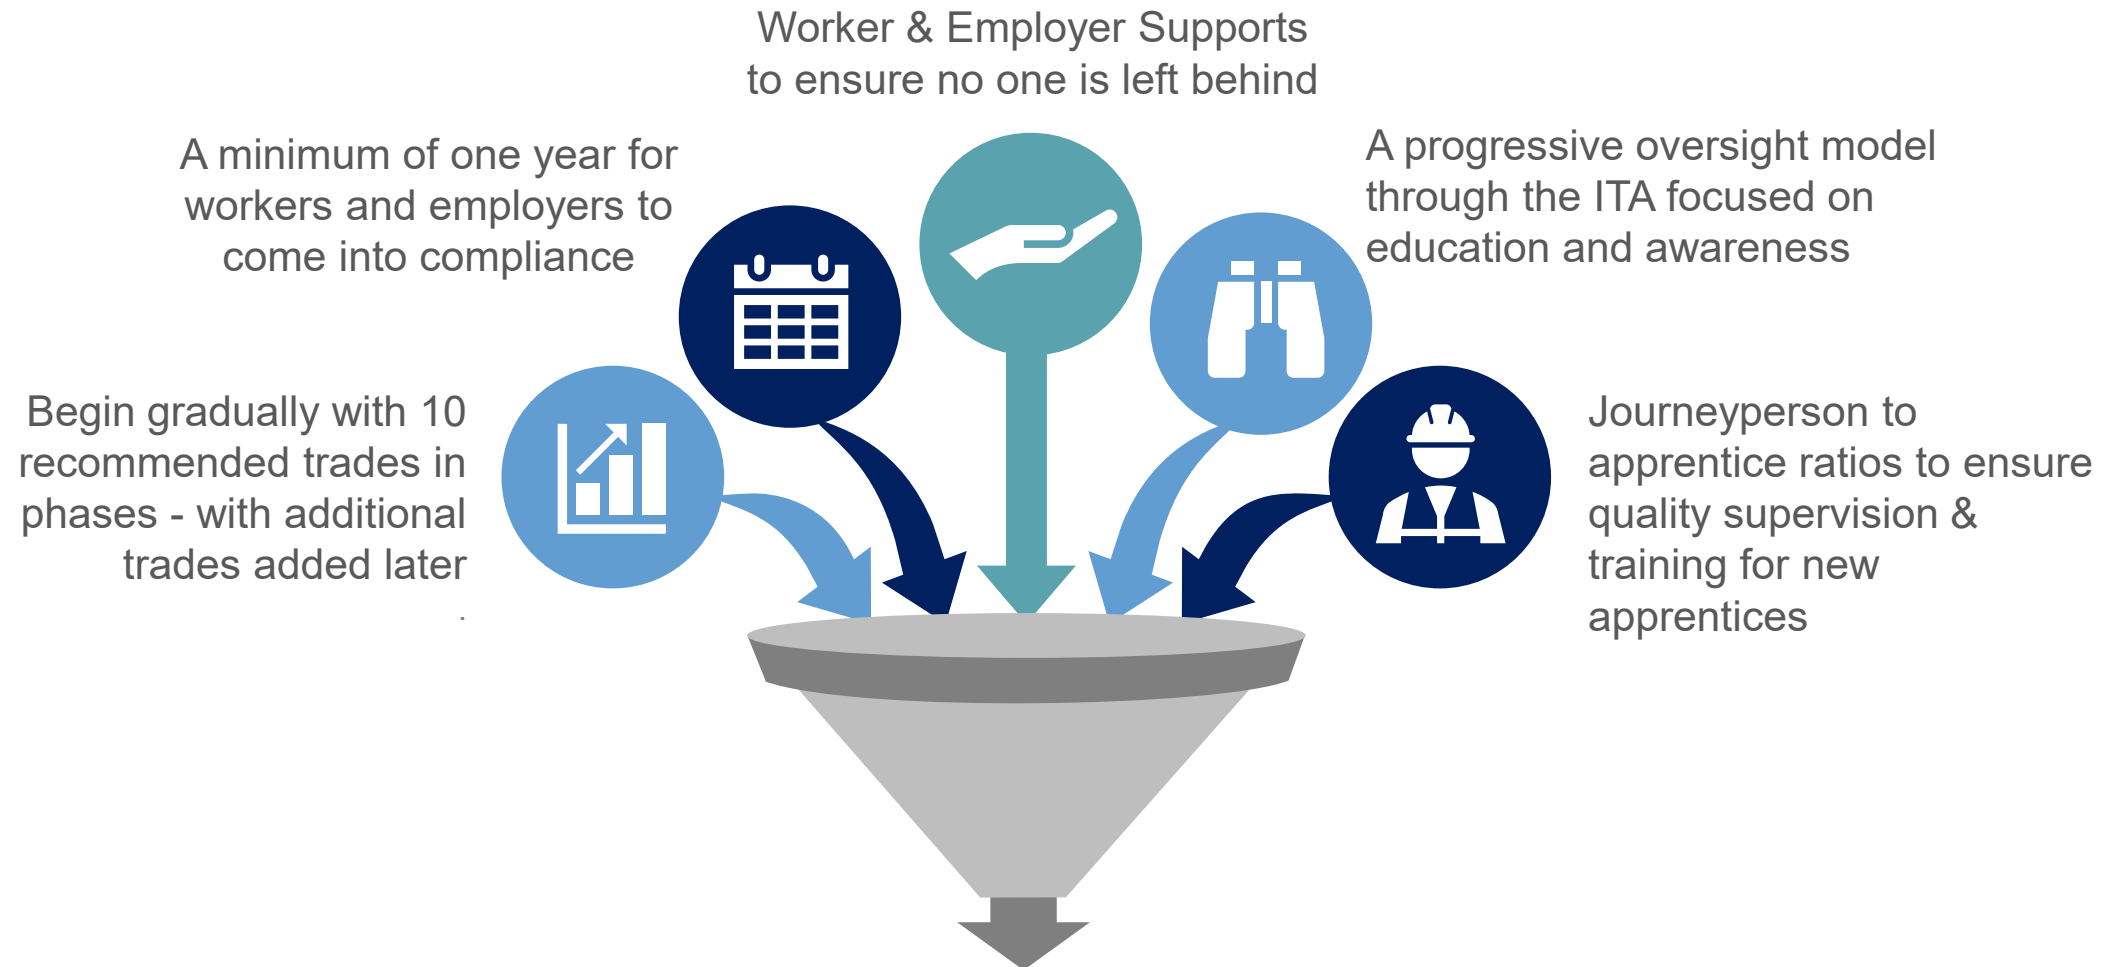 Worker & Employer Supports
to ensure no one is left behind
A minimum of one year for
workers and employers to
come into compliance
A progressive oversight model
through the ITA focused on
education and awareness
Begin gradually with 10
recommended trades in
phases - with additional
trades added later
.
Journeyperson to
apprentice ratios to ensure
quality supervision &
training for new
apprentices